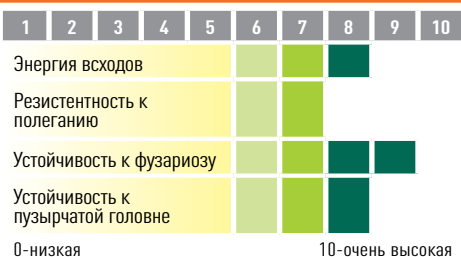 1 2 3 4 5 6 7 8 9 10
Энергия всходов
Резистентность к
полеганию
Устойчивость к фузариозу
Устойчивость к
пузырчатой головне
0-низкая 10-очень высокая